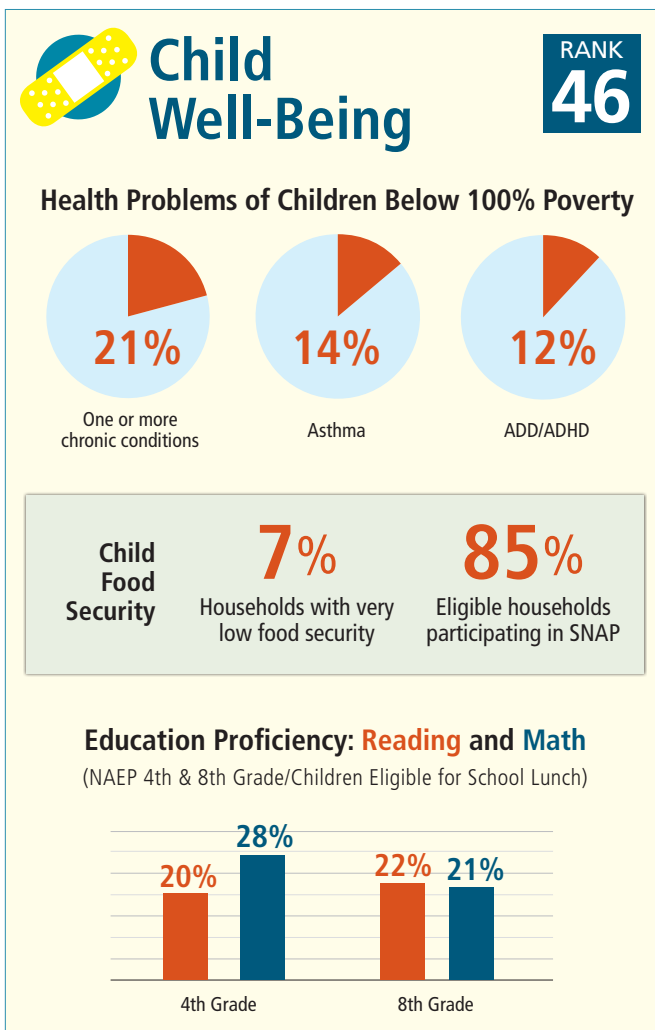 Child
Well-Being
RANK
46
Health Problems of Children Below 100% Poverty
21%
14%
12%
One or more
chronic conditions
Asthma
ADD/ADHD
Child
Food
Security
7%
Households with very
low food security
85%
Eligible households
participating in SNAP
Education Proficiency: Reading and Math
(NAEP 4th & 8th Grade/Children Eligible for School Lunch)
20%
28%
22%
21%
4th Grade
8th Grade